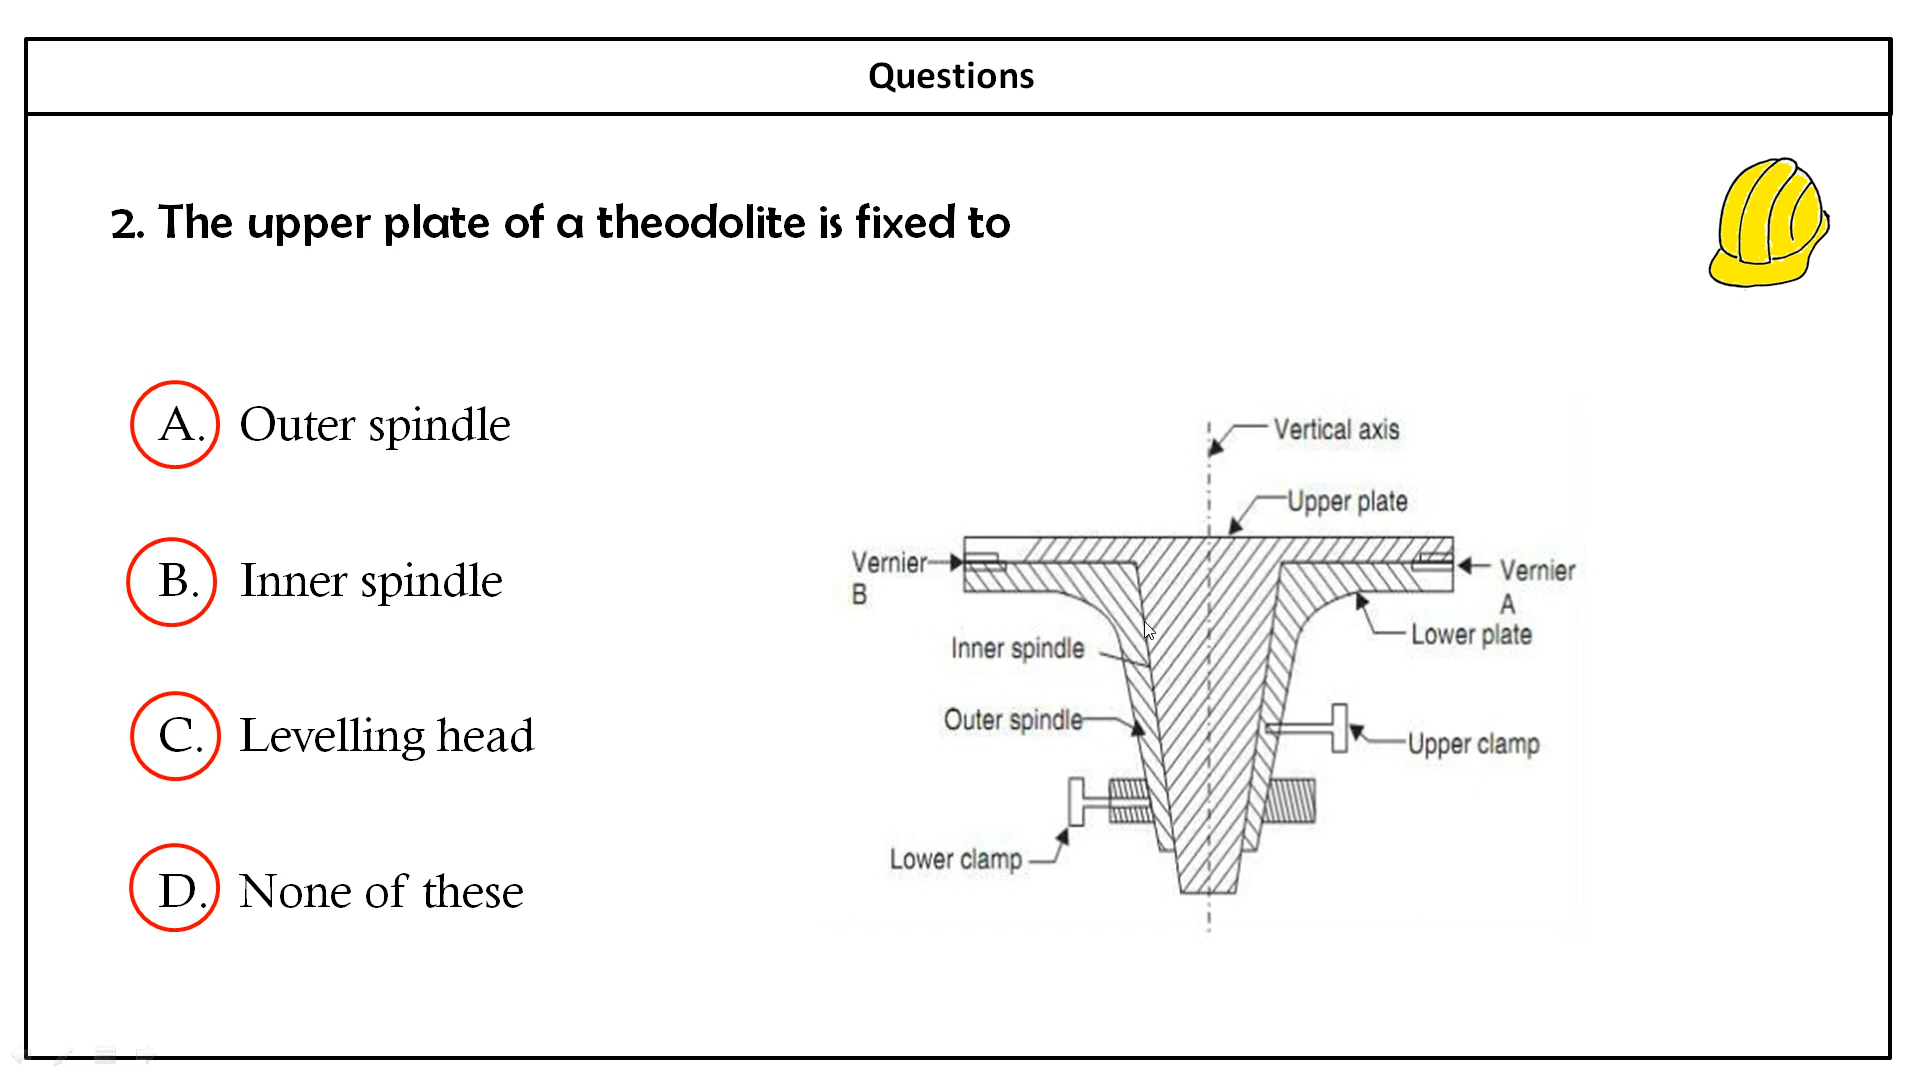 Questions
2. The upper plate of a theodolite is fixed to
A. Outer spindle
B. Inner spindle
C. Levelling head
D. None of these
Vertical axis
Upper plate
Vernier
B
Vernier
A
Lower plate
Inner spindle
Outer spindle
Upper clamp
Lower clamp